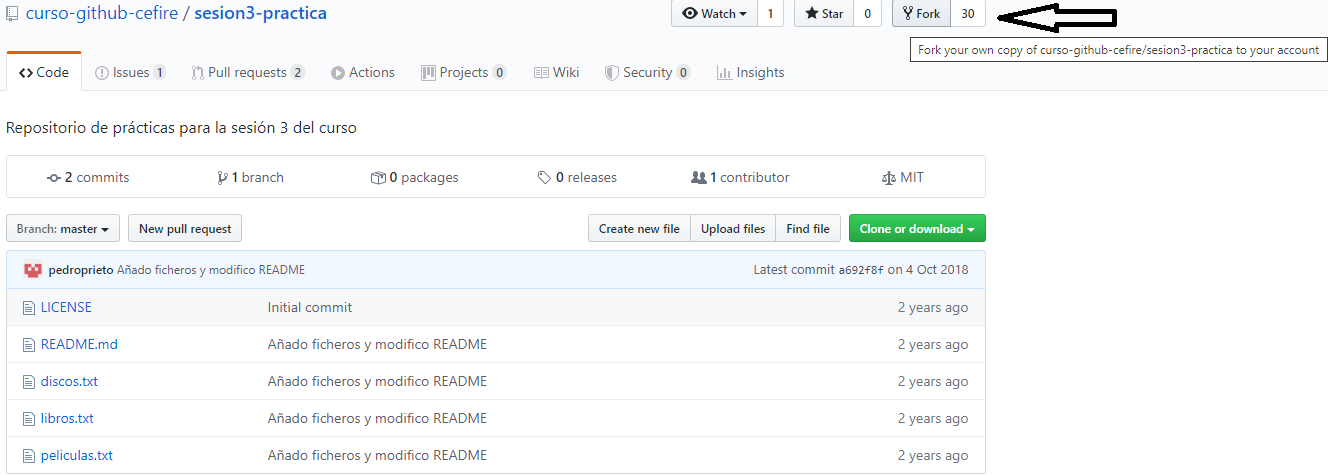 curso-github-cefire / sesion3-practica
Watch 1 Star 0 Fork 30
Fork your own copy of curso-github-cefire/sesion3-practica to your account
Code Issues 1 Pull requests 2 Actions Projects 0 Wiki Security 0 Insights
Repositorio de prácticas para la sesión 3 del curso
2 commits 1 branch 0 packages 0 releases 1 contributor MIT
Branch: master New pull request Create new file Upload files Find file Clone or download
pedroprieto Añado ficheros y modifico README Latest commit a692f8f on 4 Oct 2018
LICENSE Initial commit 2 years ago
README.md Añado ficheros y modifico README 2 years ago
discos.txt Añado ficheros y modifico README 2 years ago
libros.txt Añado ficheros y modifico README 2 years ago
peliculas.txt Añado ficheros y modifico README 2 years ago